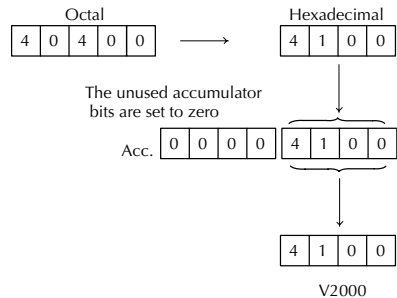 Octal
Hexadecimal
4 0 4 0 0
4 1 0 0
The unused accumulator
bits are set to zero
Acc. 0 0 0 0 4 1 0 0
4 1 0 0
V2000